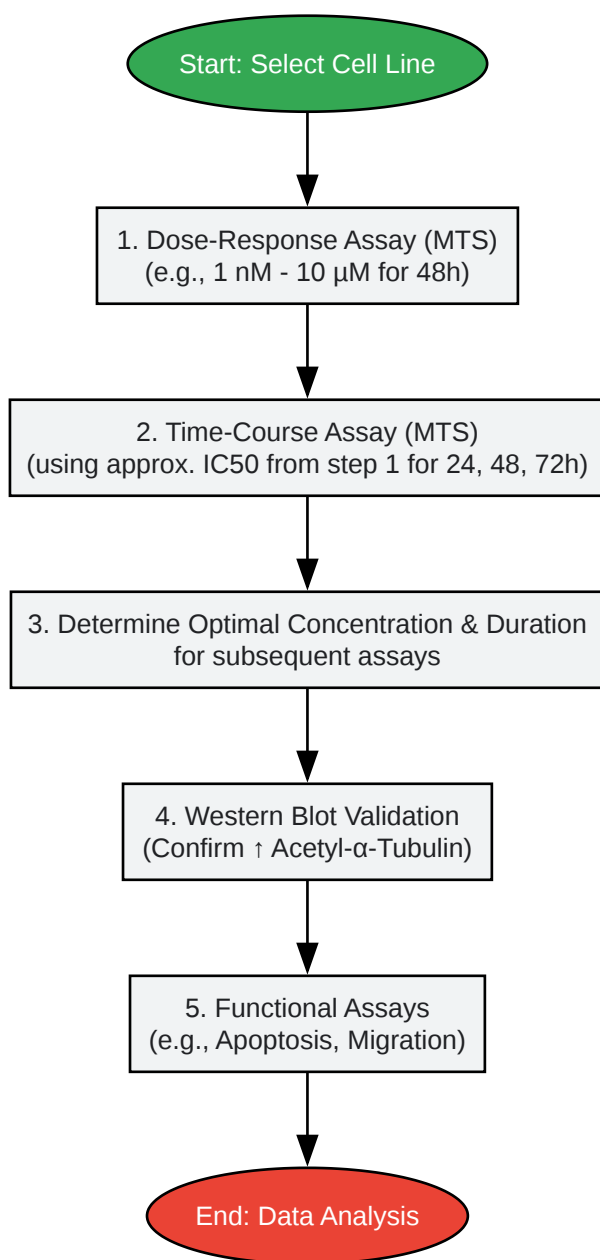 Start: Select Cell Line
1. Dose-Response Assay (MTS)
(e.g., 1 nM - 10 µM for 48h)
2. Time-Course Assay (MTS)
(using approx. IC50 from step 1 for 24, 48, 72h)
3. Determine Optimal Concentration & Duration
for subsequent assays
4. Western Blot Validation
(Confirm ↑ Acetyl-α-Tubulin)
5. Functional Assays
(e.g., Apoptosis, Migration)
End: Data Analysis